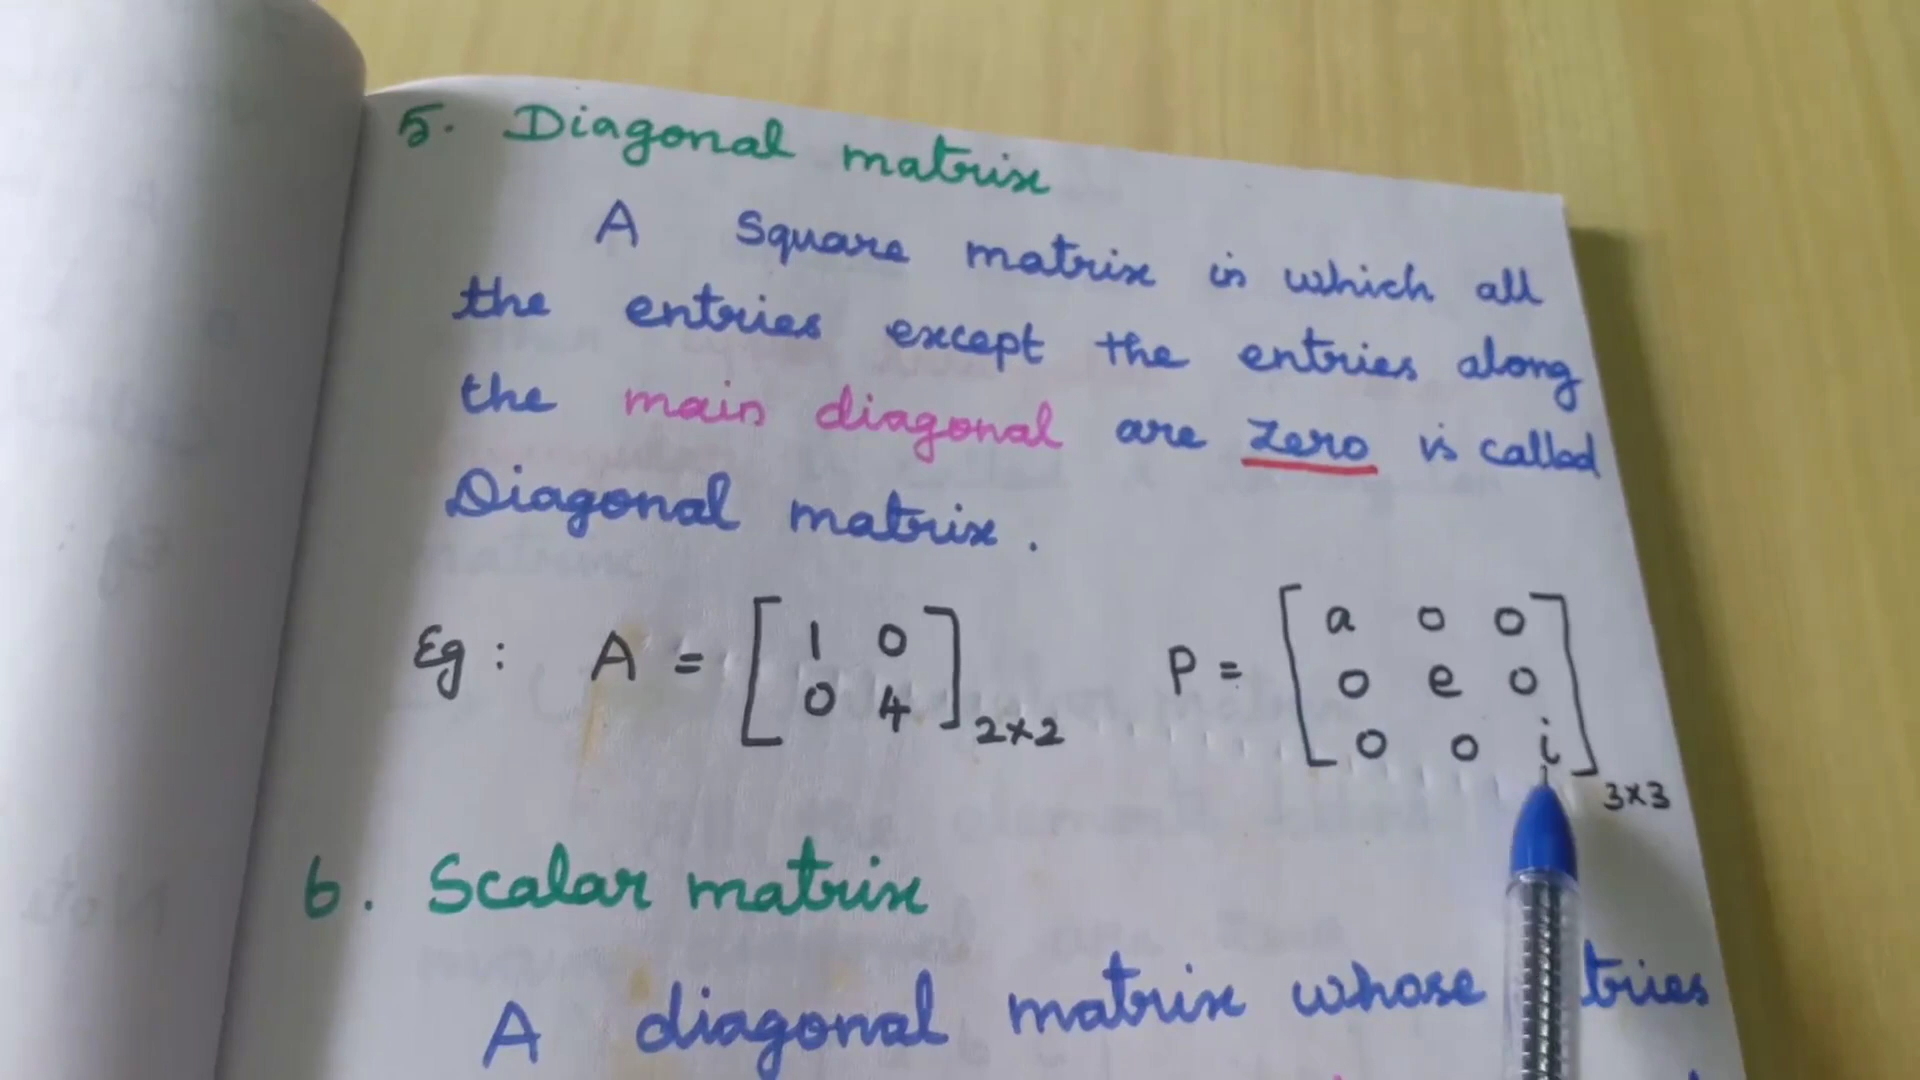 5. Diagonal matrix
A Square matrix in which all
the entries except the entries along
the main diagonal are zero is called
Diagonal matrix.
Eg: A = [1 0
0 4]2×2
P = [a 0 0
0 e 0
0 0 i]3×3
6. Scalar matrix
A diagonal matrix whose tries